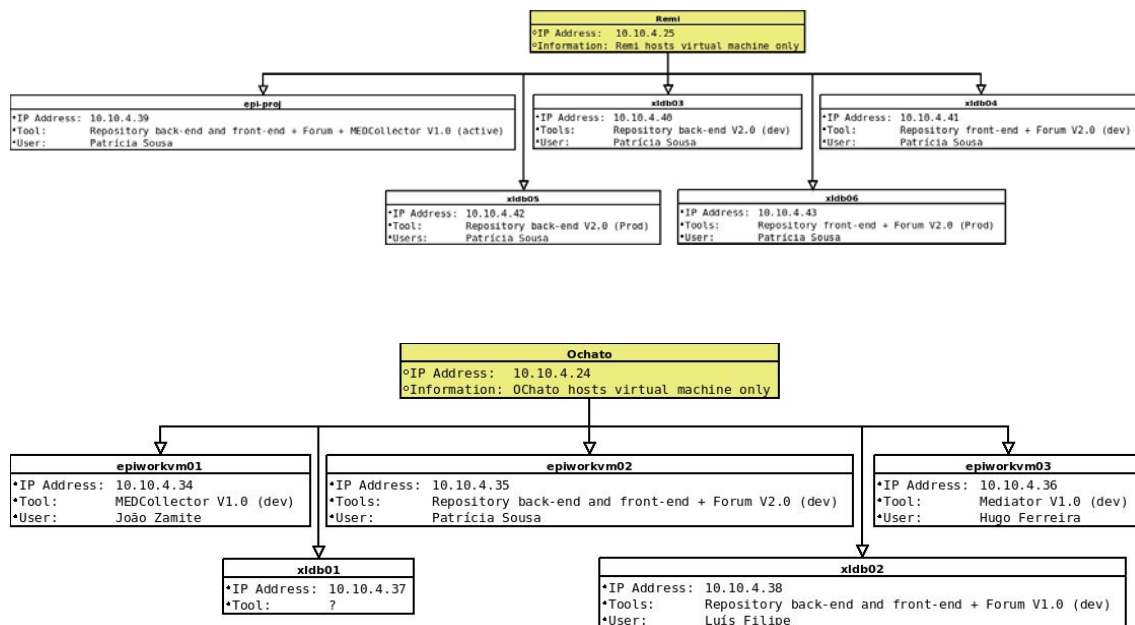 Remi
IP Address: 10.10.4.25
Information: Remi hosts virtual machine only
epi-proj
IP Address: 10.10.4.39
Tool: Repository back-end and front-end + Forum + MEDCollector V1.0 (active)
User: Patrícia Sousa
xldb03
IP Address: 10.10.4.40
Tools: Repository back-end V2.0 (dev)
User: Patrícia Sousa
xldb04
IP Address: 10.10.4.41
Tool: Repository front-end + Forum V2.0 (dev)
User: Patrícia Sousa
xldb05
IP Address: 10.10.4.42
Tool: Repository back-end V2.0 (Prod)
Users: Patrícia Sousa
xldb06
IP Address: 10.10.4.43
Tools: Repository front-end + Forum V2.0 (Prod)
User: Patrícia Sousa
Ochato
IP Address: 10.10.4.24
Information: OChato hosts virtual machine only
epiworkvm01
IP Address: 10.10.4.34
Tool: MEDCollector V1.0 (dev)
User: João Zamite
epiworkvm02
IP Address: 10.10.4.35
Tools: Repository back-end and front-end + Forum V2.0 (dev)
User: Patrícia Sousa
epiworkvm03
IP Address: 10.10.4.36
Tool: Mediator V1.0 (dev)
User: Hugo Ferreira
xldb01
IP Address: 10.10.4.37
Tool: ?
xldb02
IP Address: 10.10.4.38
Tools: Repository back-end and front-end + Forum V1.0 (dev)
User: Luís Filipe